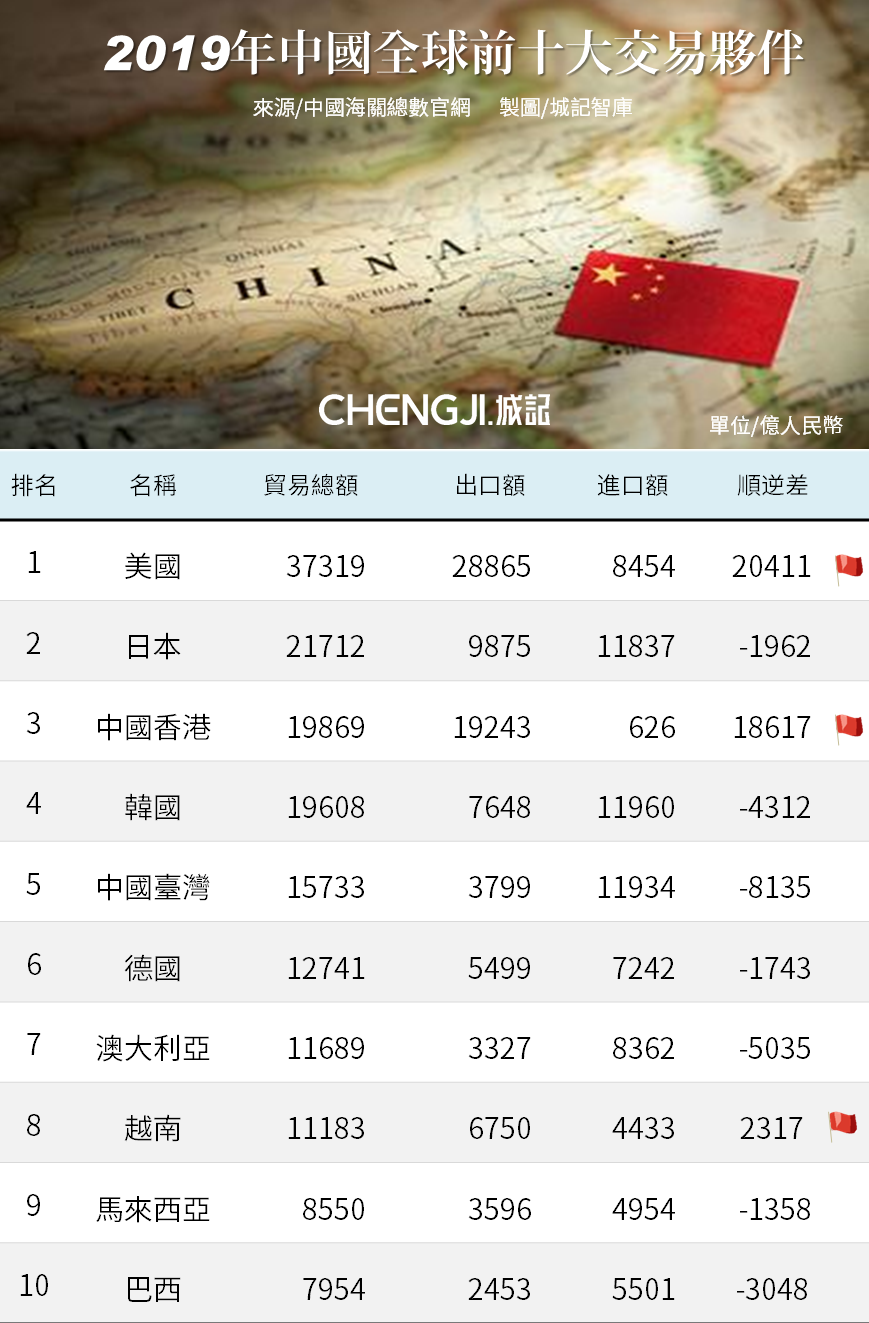 2019年中國全球前十大交易夥伴
來源/中國海關總數官網 製圖/城記智庫
MONGO
QINGHAI
CHINA
SICHUAN
TIBET
CHENGJI.城記
單位/億人民幣
排名 名稱 貿易總額 出口額 進口額 順逆差
1 美國 37319 28865 8454 20411
2 日本 21712 9875 11837 -1962
3 中國香港 19869 19243 626 18617
4 韓國 19608 7648 11960 -4312
5 中國臺灣 15733 3799 11934 -8135
6 德國 12741 5499 7242 -1743
7 澳大利亞 11689 3327 8362 -5035
8 越南 11183 6750 4433 2317
9 馬來西亞 8550 3596 4954 -1358
10 巴西 7954 2453 5501 -3048